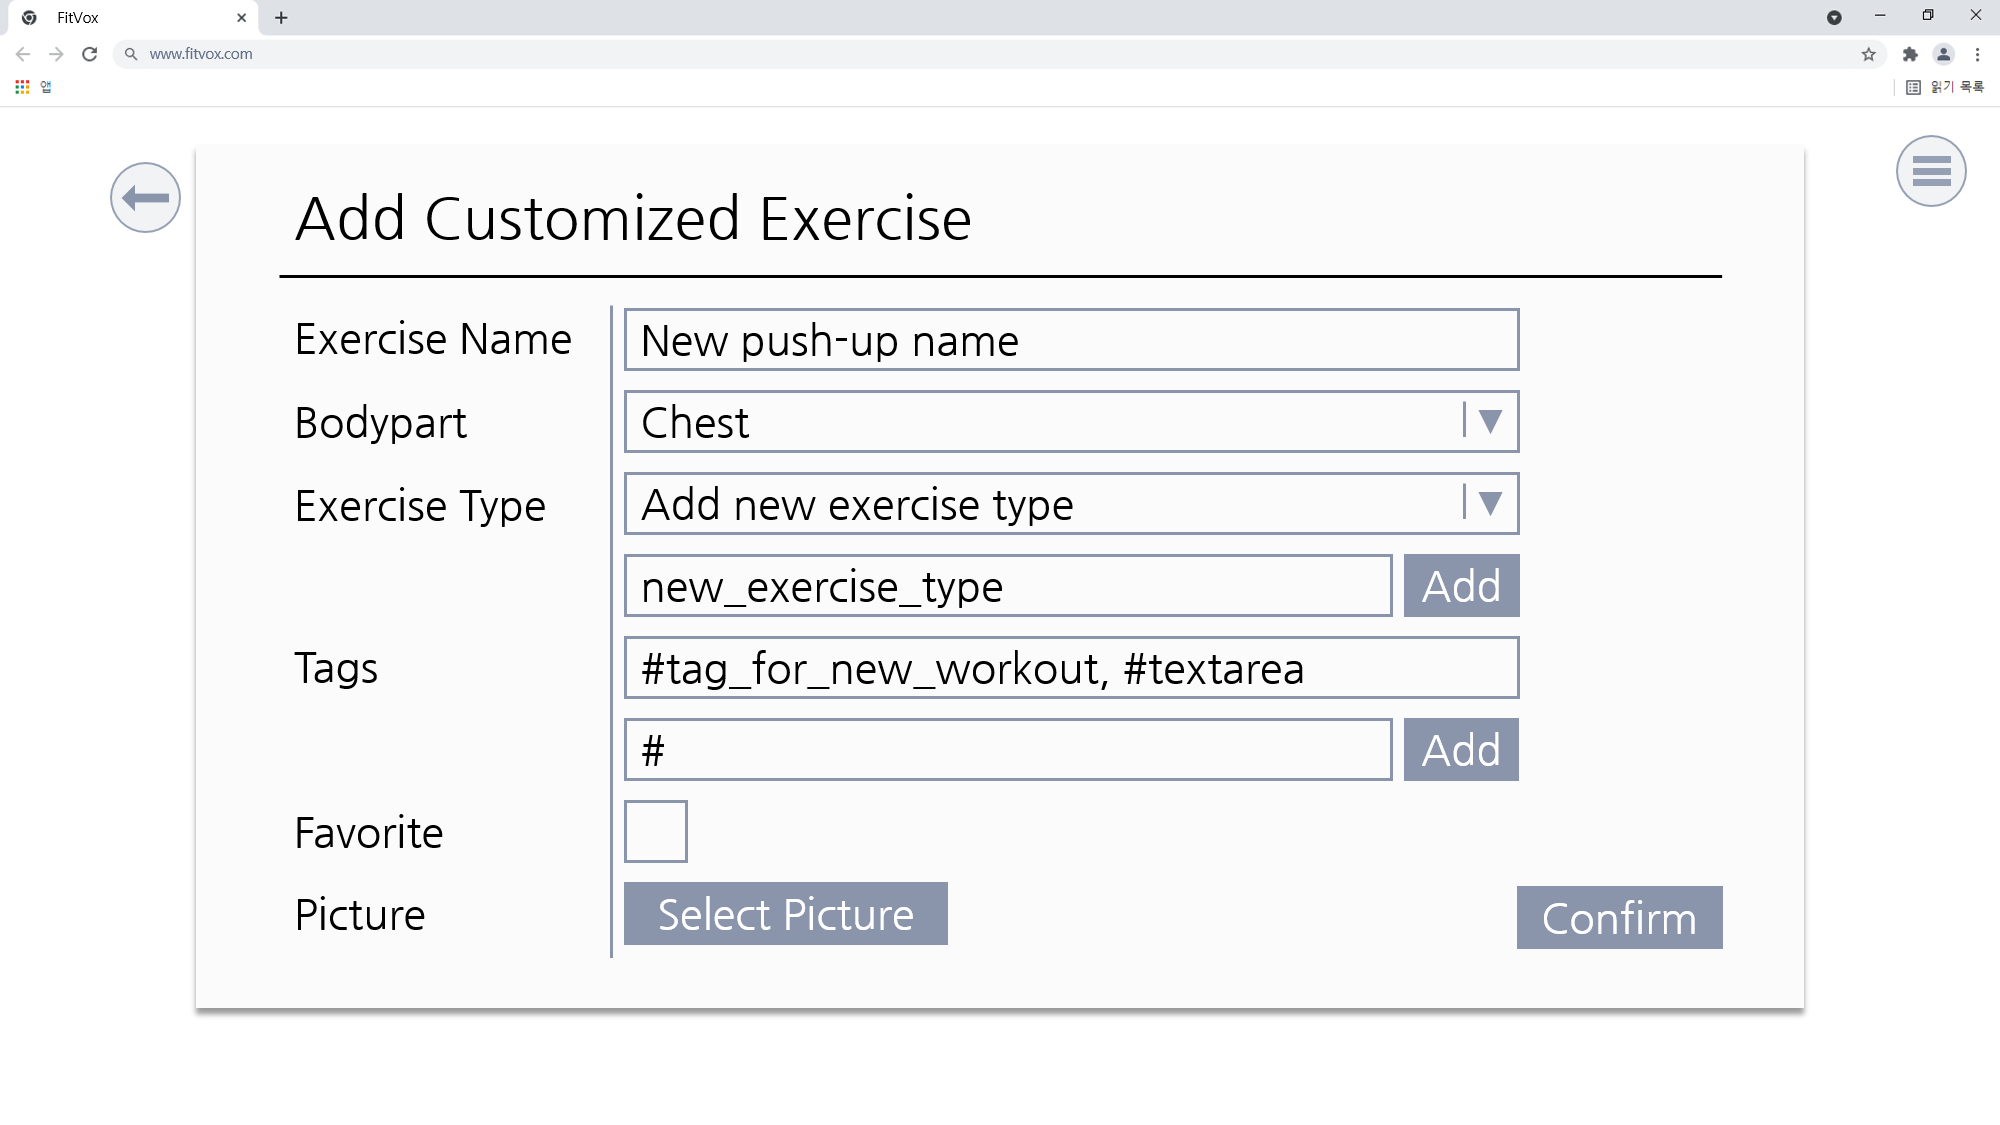 FitVox
www.fitvox.com
앱
읽기 목록
Add Customized Exercise
Exercise Name
New push-up name
Bodypart
Chest
Exercise Type
Add new exercise type
new_exercise_type
Add
Tags
#tag_for_new_workout, #textarea
#
Add
Favorite
Picture
Select Picture
Confirm